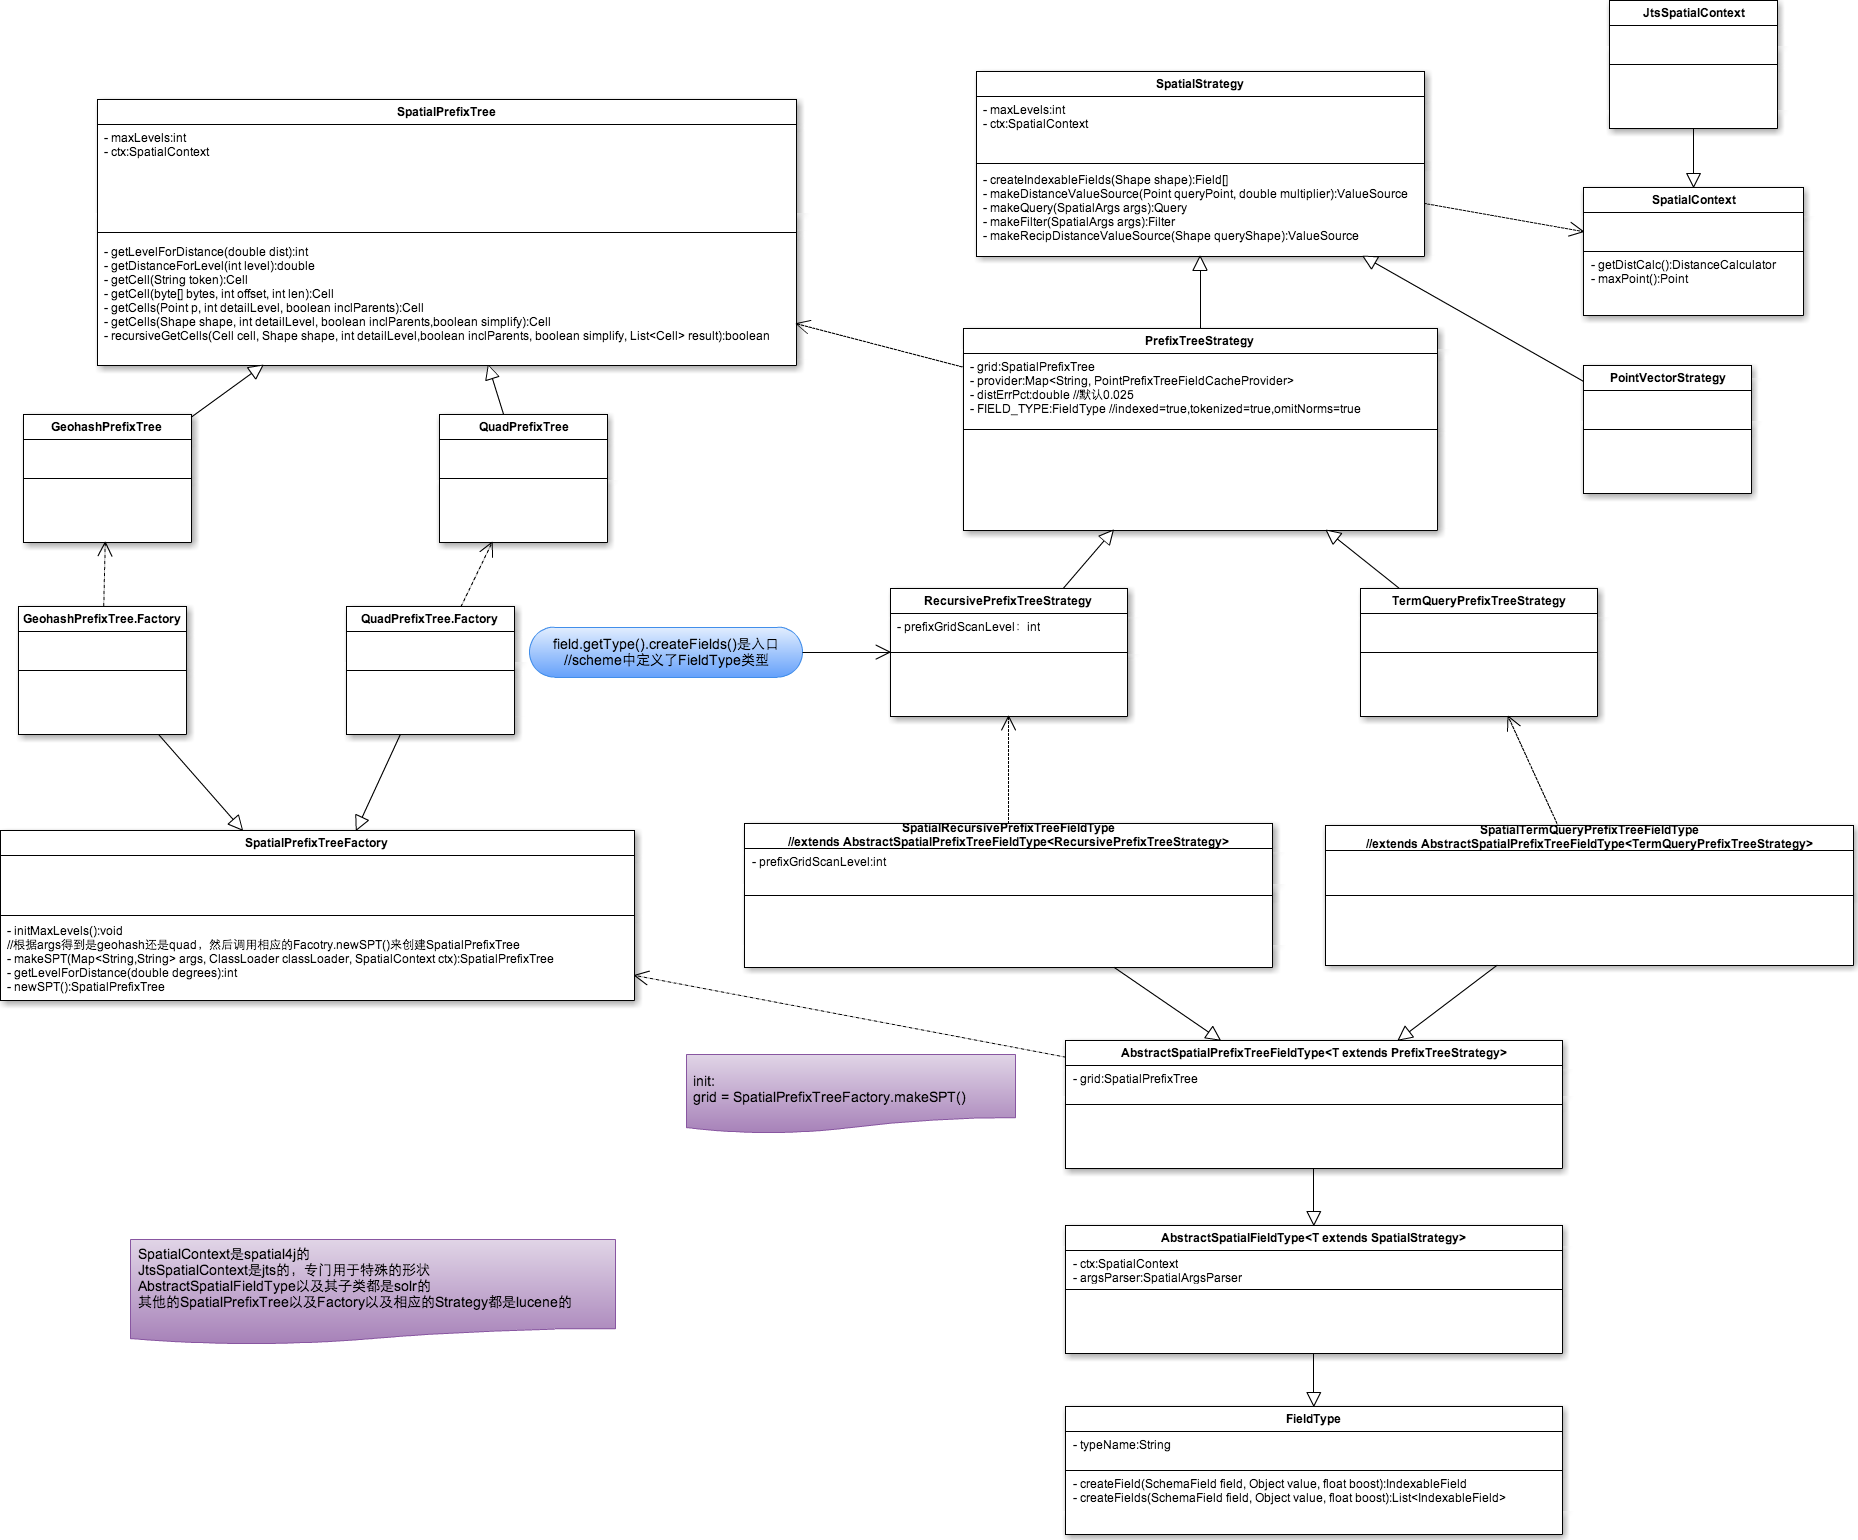 JtsSpatialContext
SpatialStrategy
- maxLevels:int
- ctx:SpatialContext
- createIndexableFields(Shape shape):Field[]
- makeDistanceValueSource(Point queryPoint, double multiplier):ValueSource
- makeQuery(SpatialArgs args):Query
- makeFilter(SpatialArgs args):Filter
- makeRecipDistanceValueSource(Shape queryShape):ValueSource
SpatialPrefixTree
- maxLevels:int
- ctx:SpatialContext
- getLevelForDistance(double dist):int
- getDistanceForLevel(int level):double
- getCell(String token):Cell
- getCell(byte[] bytes, int offset, int len):Cell
- getCells(Point p, int detailLevel, boolean inclParents):Cell
- getCells(Shape shape, int detailLevel, boolean inclParents,boolean simplify):Cell
- recursiveGetCells(Cell cell, Shape shape, int detailLevel,boolean inclParents, boolean simplify, List<Cell> result):boolean
SpatialContext
- getDistCalc():DistanceCalculator
- maxPoint():Point
PrefixTreeStrategy
- grid:SpatialPrefixTree
- provider:Map<String, PointPrefixTreeFieldCacheProvider>
- distErrPct:double //默认0.025
- FIELD_TYPE:FieldType //indexed=true,tokenized=true,omitNorms=true
PointVectorStrategy
GeohashPrefixTree
QuadPrefixTree
GeohashPrefixTree.Factory
QuadPrefixTree.Factory
field.getType().createFields()是入口
//scheme中定义了FieldType类型
RecursivePrefixTreeStrategy
- prefixGridScanLevel：int
TermQueryPrefixTreeStrategy
SpatialPrefixTreeFactory
- initMaxLevels():void
//根据args得到是geohash还是quad，然后调用相应的Facotry.newSPT()来创建SpatialPrefixTree
- makeSPT(Map<String,String> args, ClassLoader classLoader, SpatialContext ctx):SpatialPrefixTree
- getLevelForDistance(double degrees):int
- newSPT():SpatialPrefixTree
SpatialRecursivePrefixTreeFieldType
//extends AbstractSpatialPrefixTreeFieldType<RecursivePrefixTreeStrategy>
- prefixGridScanLevel:int
SpatialTermQueryPrefixTreeFieldType
//extends AbstractSpatialPrefixTreeFieldType<TermQueryPrefixTreeStrategy>
init:
grid = SpatialPrefixTreeFactory.makeSPT()
AbstractSpatialPrefixTreeFieldType<T extends PrefixTreeStrategy>
- grid:SpatialPrefixTree
SpatialContext是spatial4j的
JtsSpatialContext是jts的，专门用于特殊的形状
AbstractSpatialFieldType以及其子类都是solr的
其他的SpatialPrefixTree以及Factory以及相应的Strategy都是lucene的
AbstractSpatialFieldType<T extends SpatialStrategy>
- ctx:SpatialContext
- argsParser:SpatialArgsParser
FieldType
- typeName:String
- createField(SchemaField field, Object value, float boost):IndexableField
- createFields(SchemaField field, Object value, float boost):List<IndexableField>